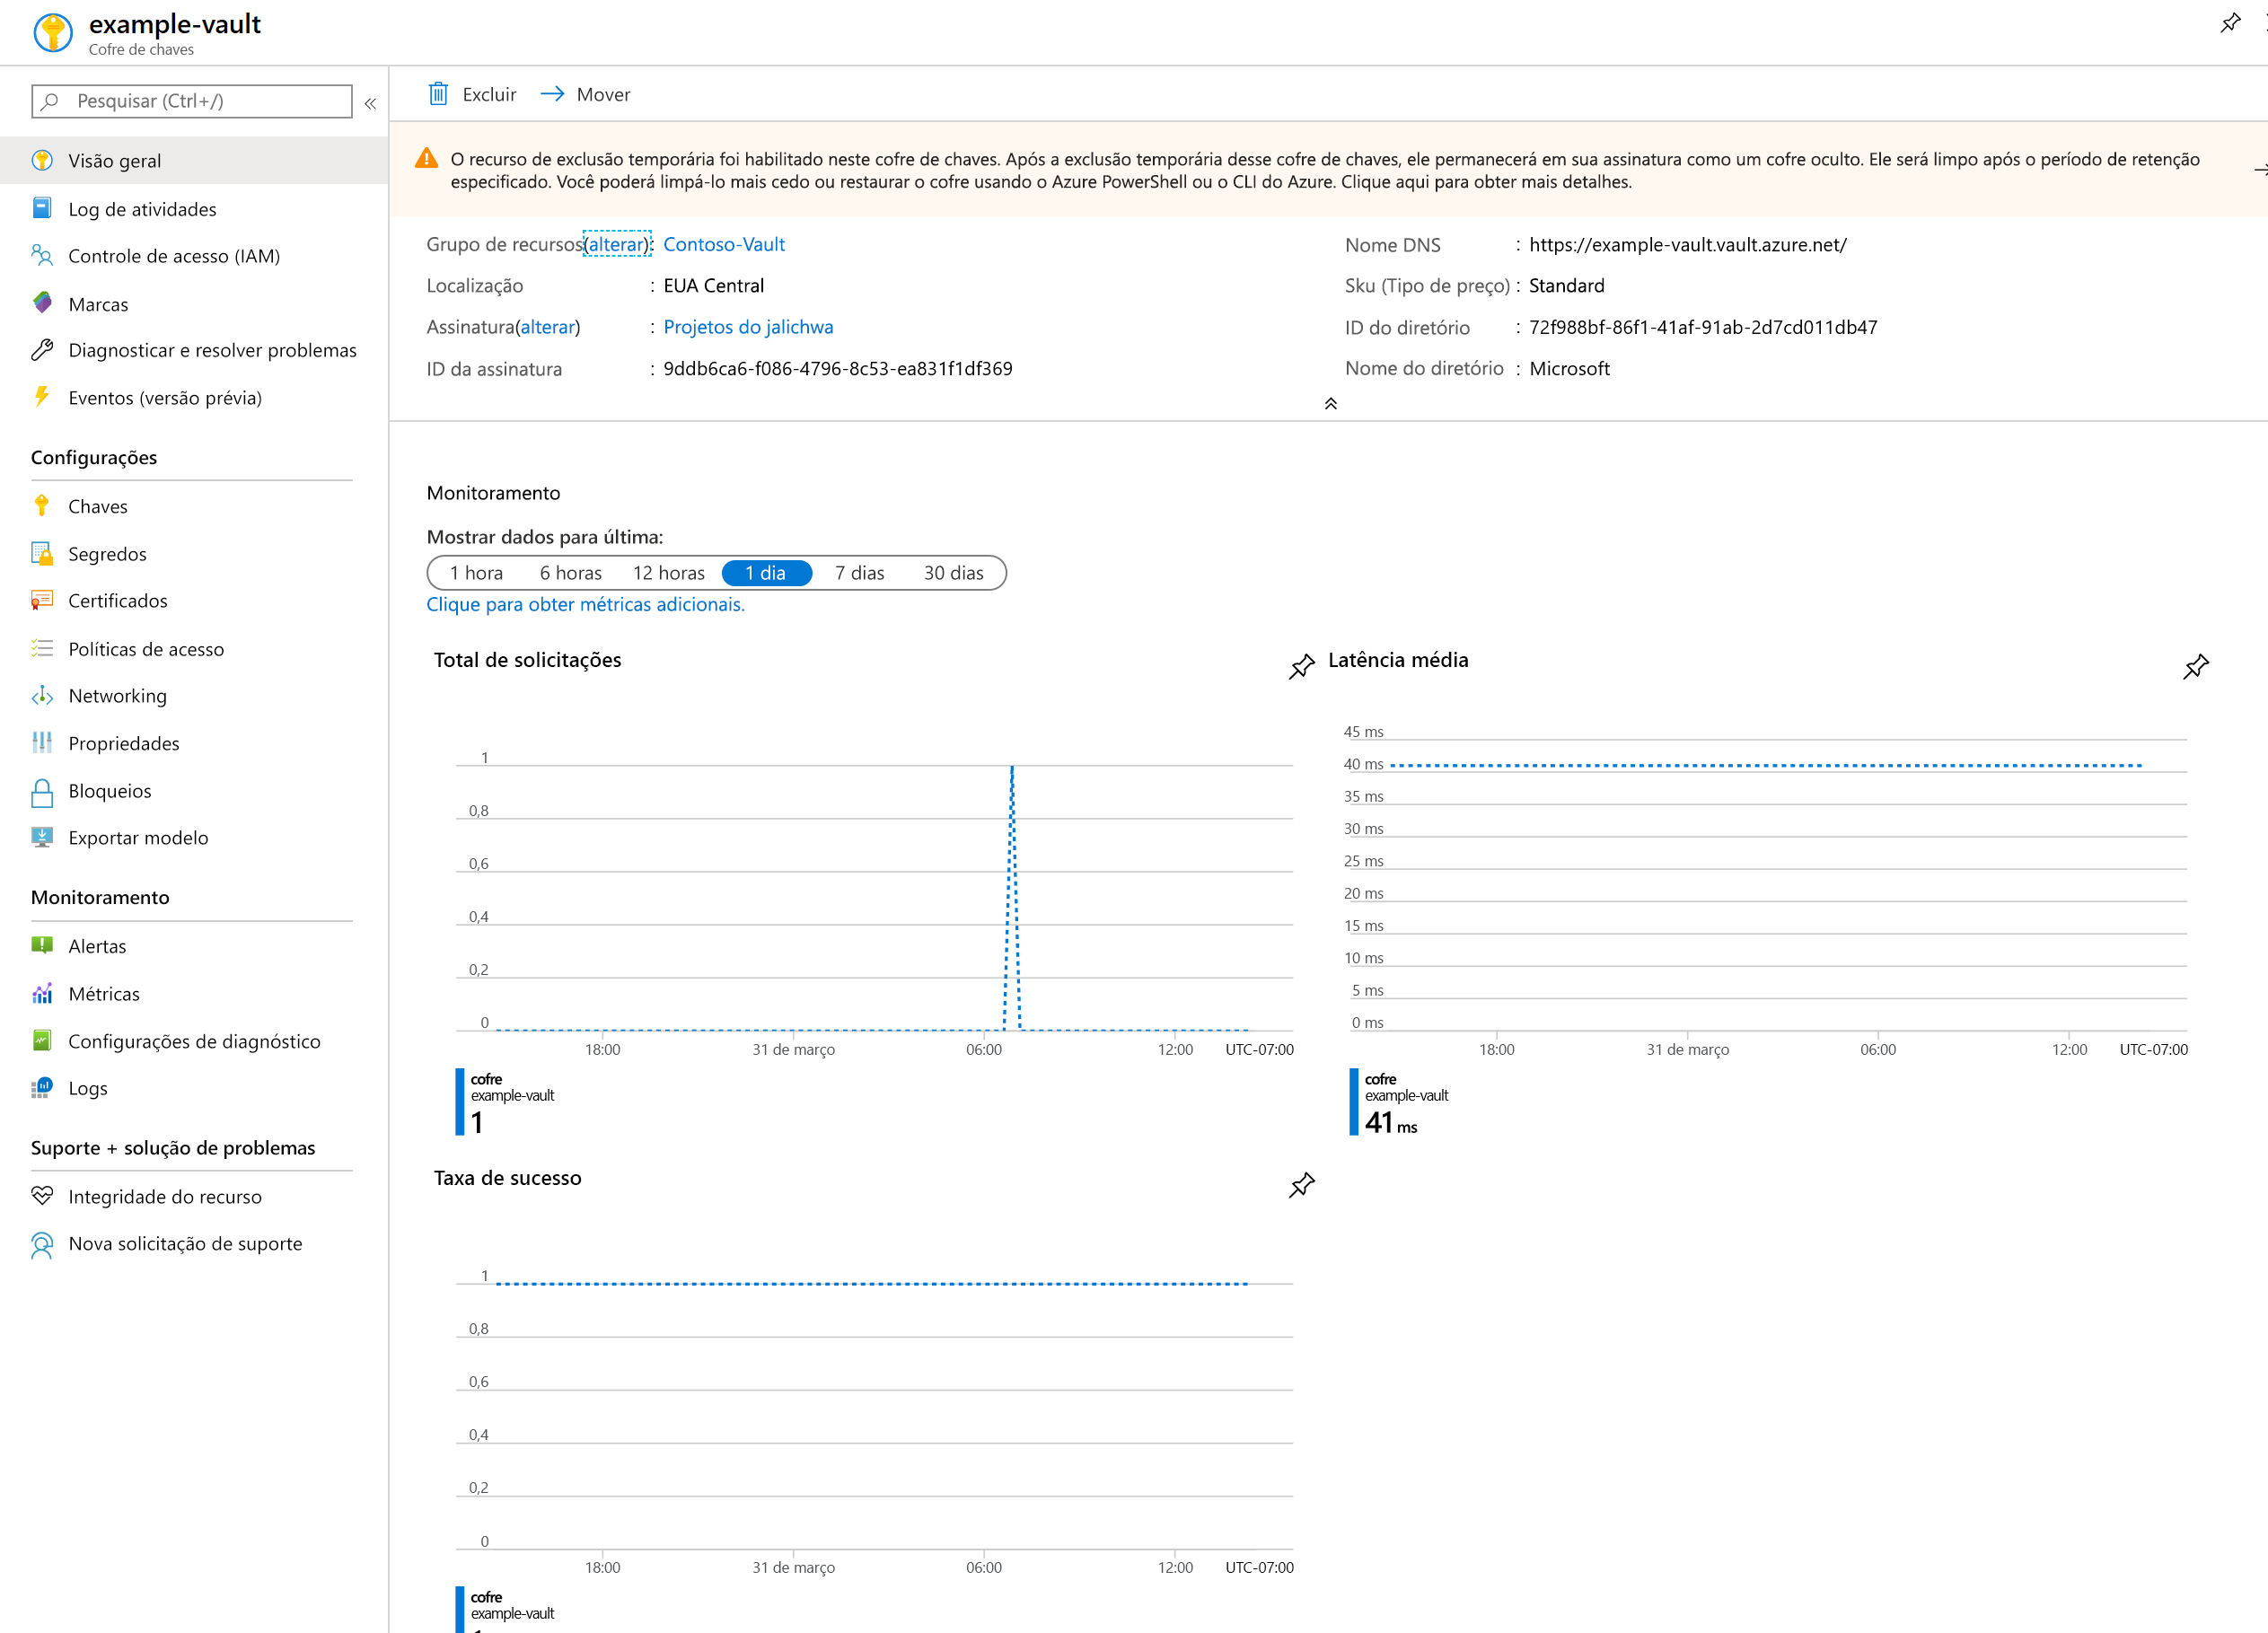 example-vault
Cofre de chaves
Pesquisar (Ctrl+/)
«
Visão geral
Log de atividades
Controle de acesso (IAM)
Marcas
Diagnosticar e resolver problemas
Eventos (versão prévia)
Configurações
Chaves
Segredos
Certificados
Políticas de acesso
Networking
Propriedades
Bloqueios
Exportar modelo
Monitoramento
Alertas
Métricas
Configurações de diagnóstico
Logs
Suporte + solução de problemas
Integridade do recurso
Nova solicitação de suporte
Excluir Mover
O recurso de exclusão temporária foi habilitado neste cofre de chaves. Após a exclusão temporária desse cofre de chaves, ele permanecerá em sua assinatura como um cofre oculto. Ele será limpo após o período de retenção
especificado. Você poderá limpá-lo mais cedo ou restaurar o cofre usando o Azure PowerShell ou o CLI do Azure. Clique aqui para obter mais detalhes.
Grupo de recursos(alterar): Contoso-Vault
Localização : EUA Central
Assinatura(alterar) : Projetos do jalichwa
ID da assinatura : 9ddb6ca6-f086-4796-8c53-ea831f1df369
Nome DNS : https://example-vault.vault.azure.net/
Sku (Tipo de preço) : Standard
ID do diretório : 72f988bf-86f1-41af-91ab-2d7cd011db47
Nome do diretório : Microsoft
Monitoramento
Mostrar dados para última:
1 hora 6 horas 12 horas 1 dia 7 dias 30 dias
Clique para obter métricas adicionais.
Total de solicitações
1
0,8
0,6
0,4
0,2
0
18:00 31 de março 06:00 12:00 UTC-07:00
cofre
example-vault
1
Latência média
45 ms
40 ms
35 ms
30 ms
25 ms
20 ms
15 ms
10 ms
5 ms
0 ms
18:00 31 de março 06:00 12:00 UTC-07:00
cofre
example-vault
41 ms
Taxa de sucesso
1
0,8
0,6
0,4
0,2
0
18:00 31 de março 06:00 12:00 UTC-07:00
cofre
example-vault